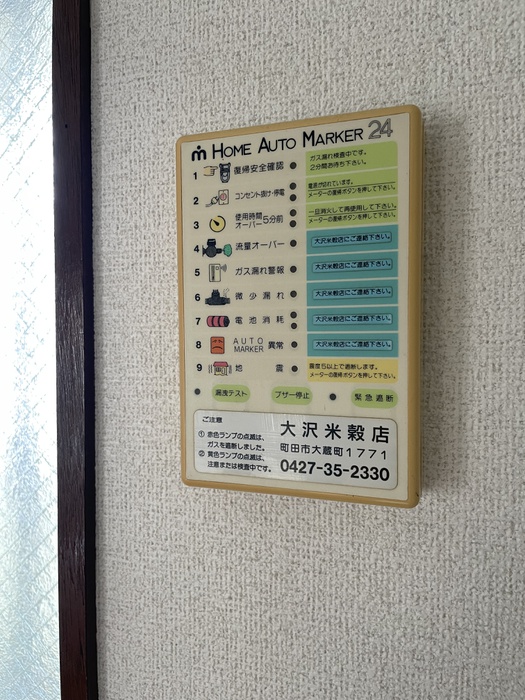 HOME AUTO MARKER 24
1 復帰安全確認 ガス漏れ検査中です。
2分間お待ち下さい。
2 コンセント抜け・停電 電源が切れています。
メーターの復帰ボタンを押して下さい。
3 使用時間
オーバー5分前 一旦消火して再使用して下さい。
メーターの復帰ボタンを押して下さい。
4 流量オーバー 大沢米穀店にご連絡下さい。
5 ガス漏れ警報 大沢米穀店にご連絡下さい。
6 微少漏れ 大沢米穀店にご連絡下さい。
7 電池消耗 大沢米穀店にご連絡下さい。
8 AUTO
MARKER 異常 大沢米穀店にご連絡下さい。
9 地震 震度5以上で遮断します。
メーターの復帰ボタンを押して下さい。
漏洩テスト ブザー停止 緊急遮断
ご注意
① 赤色ランプの点滅は、
ガスを遮断しました。
② 黄色ランプの点滅は、
注意または検査中です。
大沢米穀店
町田市大蔵町1771
0427-35-2330